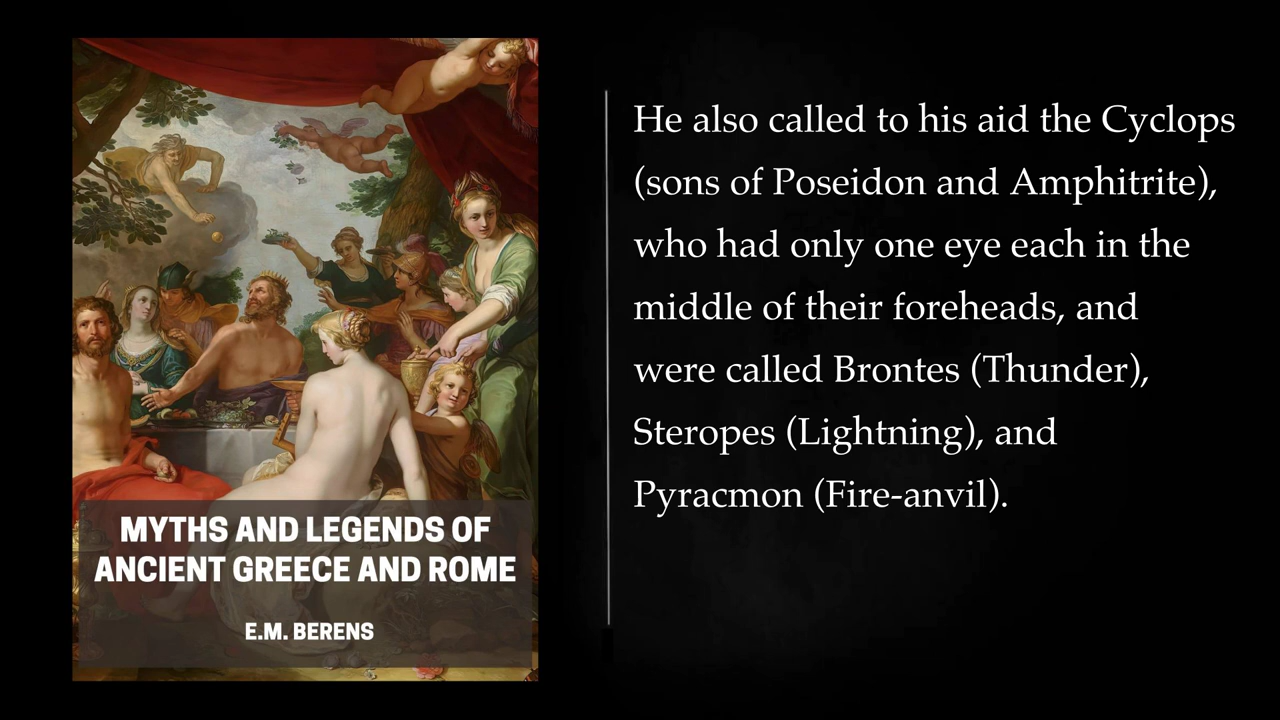 MYTHS AND LEGENDS OF
ANCIENT GREECE AND ROME
E.M. BERENS
He also called to his aid the Cyclops
(sons of Poseidon and Amphitrite),
who had only one eye each in the
middle of their foreheads, and
were called Brontes (Thunder),
Steropes (Lightning), and
Pyracmon (Fire-anvil).